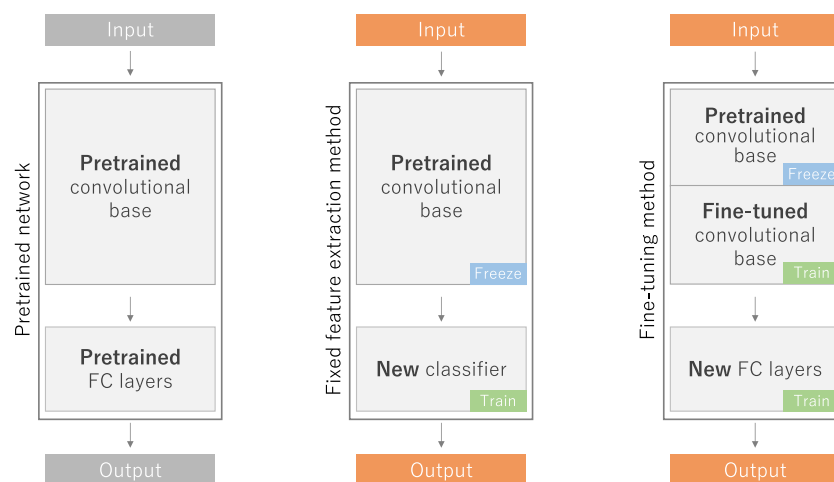 Input
Pretrained network
Pretrained
convolutional
base
Pretrained
FC layers
Output
Input
Fixed feature extraction method
Pretrained
convolutional
base
Freeze
New classifier
Train
Output
Input
Fine-tuning method
Pretrained
convolutional
base
Freeze
Fine-tuned
convolutional
base
Train
New FC layers
Train
Output